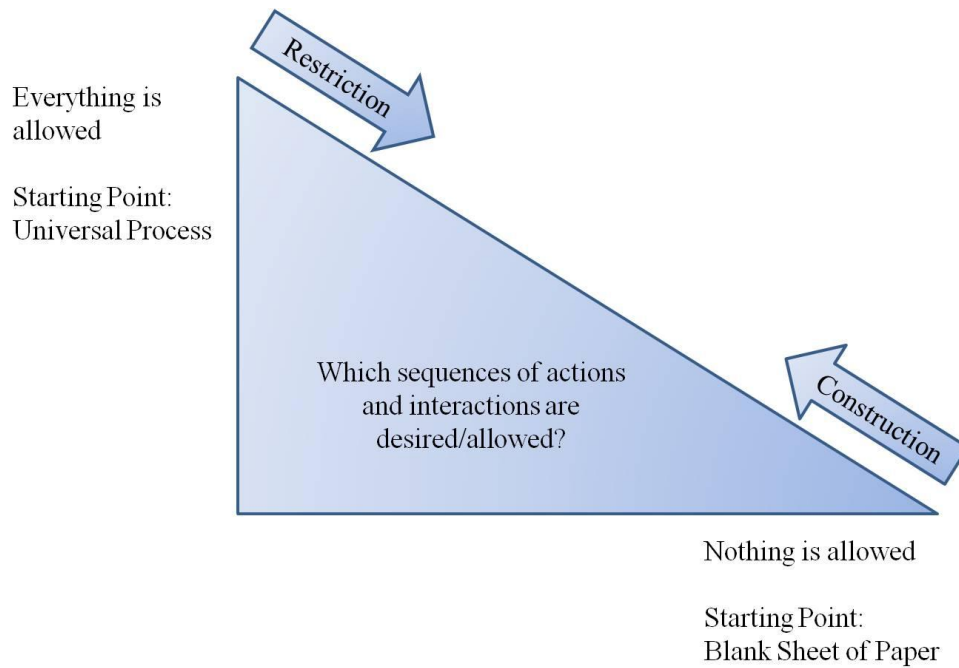 Restriction
Everything is
allowed
Starting Point:
Universal Process
Which sequences of actions
and interactions are
desired/allowed?
Construction
Nothing is allowed
Starting Point:
Blank Sheet of Paper